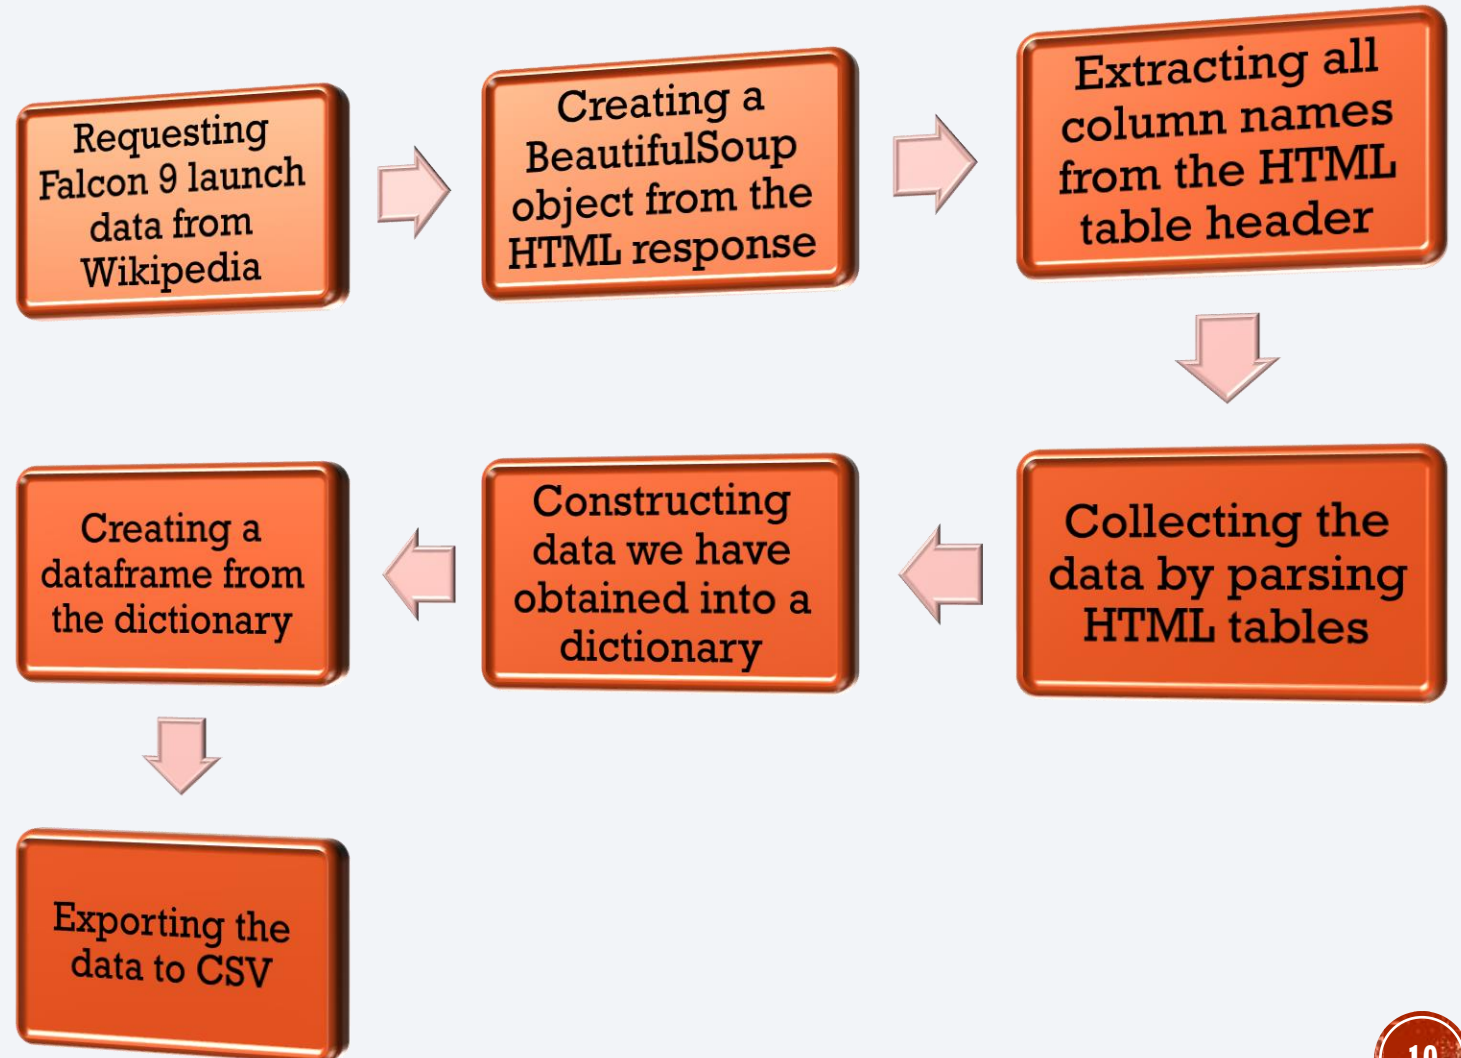 Requesting
Falcon 9 launch
data from
Wikipedia
Creating a
BeautifulSoup
object from the
HTML response
Extracting all
column names
from the HTML
table header
Collecting the
data by parsing
HTML tables
Constructing
data we have
obtained into a
dictionary
Creating a
dataframe from
the dictionary
Exporting the
data to CSV